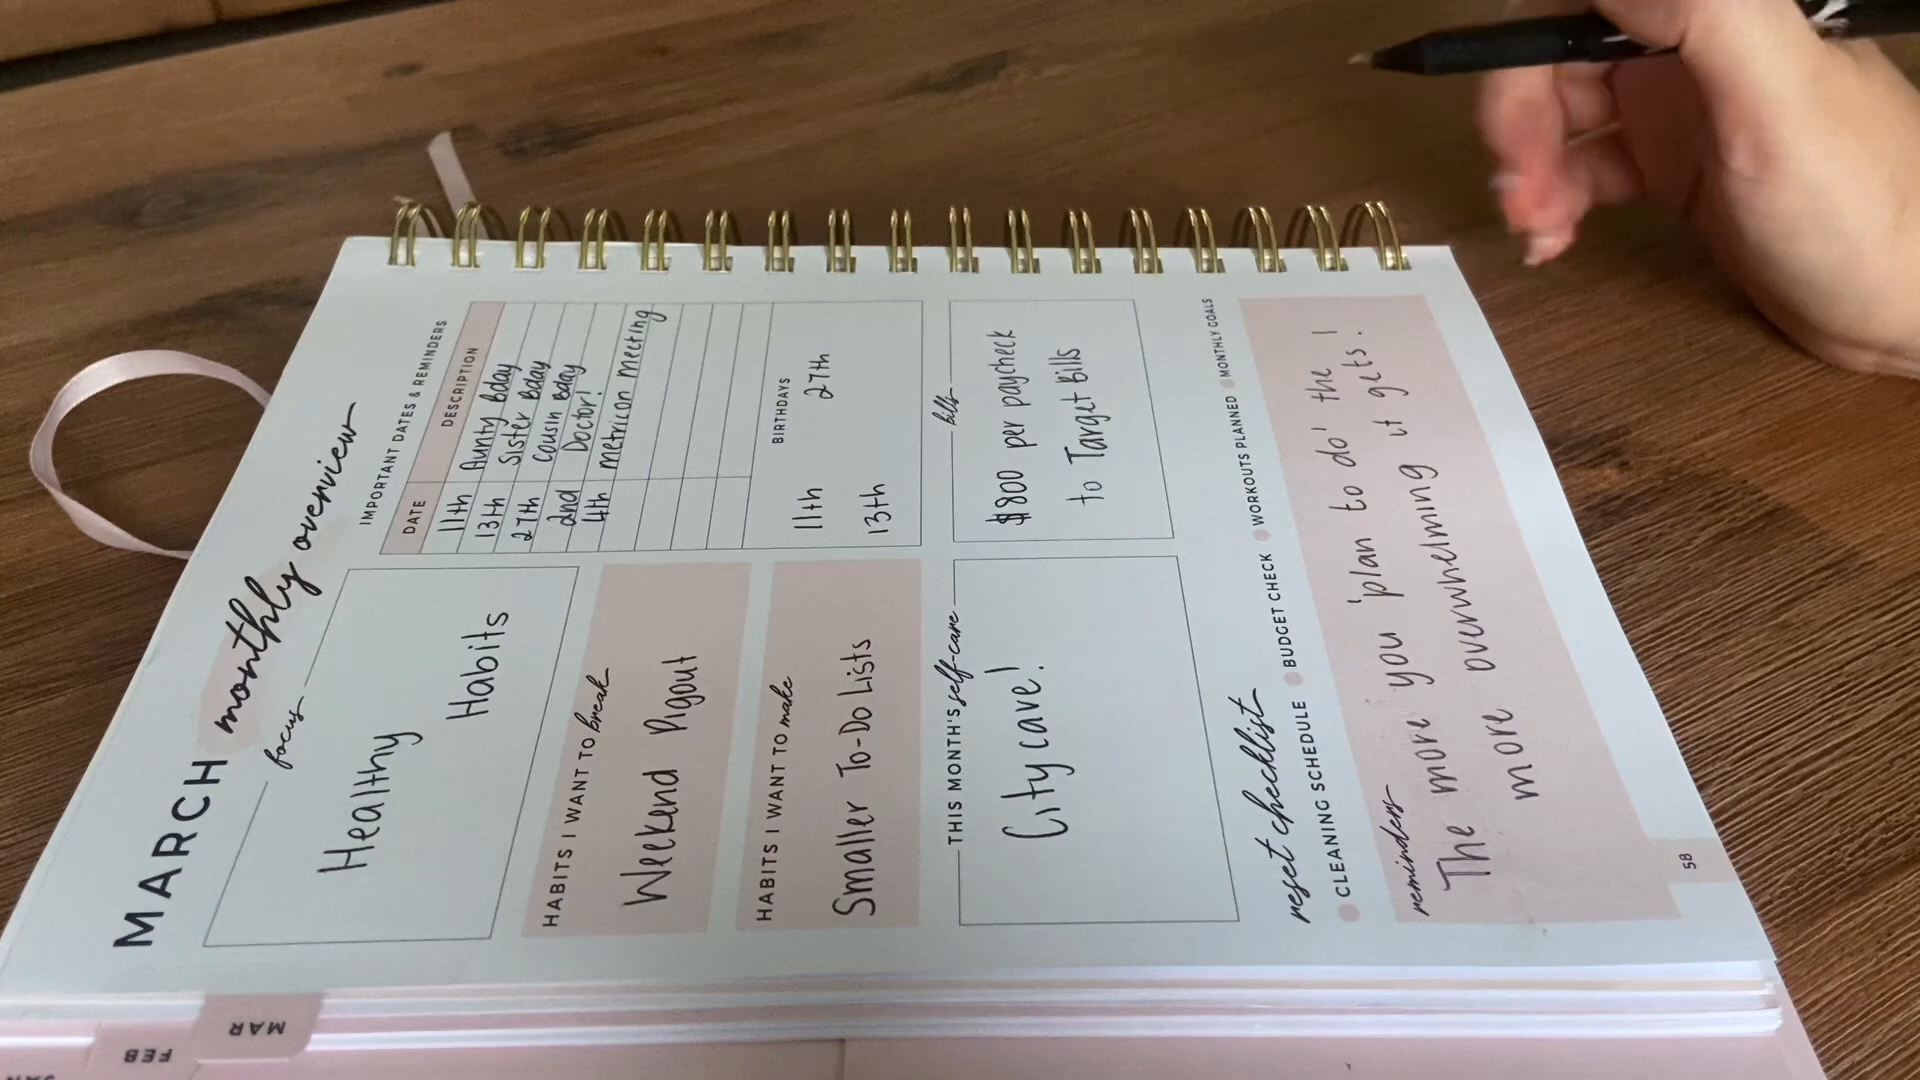 MARCH monthly overview
focus
Healthy
Habits
HABITS I WANT TO break
Weekend Pigout
HABITS I WANT TO make
Smaller To-Do Lists
IMPORTANT DATES & REMINDERS
DATE DESCRIPTION
11th Aunty Bday
13th Sister Bday
27th Cousin Bday
2nd Doctor!
4th metricon meeting
BIRTHDAYS
11th 27th
13th
THIS MONTH'S self-care
City cave!
bills
$800 per paycheck
to Target Bills
reset checklist
CLEANING SCHEDULE BUDGET CHECK WORKOUTS PLANNED MONTHLY GOALS
reminders
The more you 'plan to do' the
more overwhelming it gets!
58
MAR
FEB
JAN